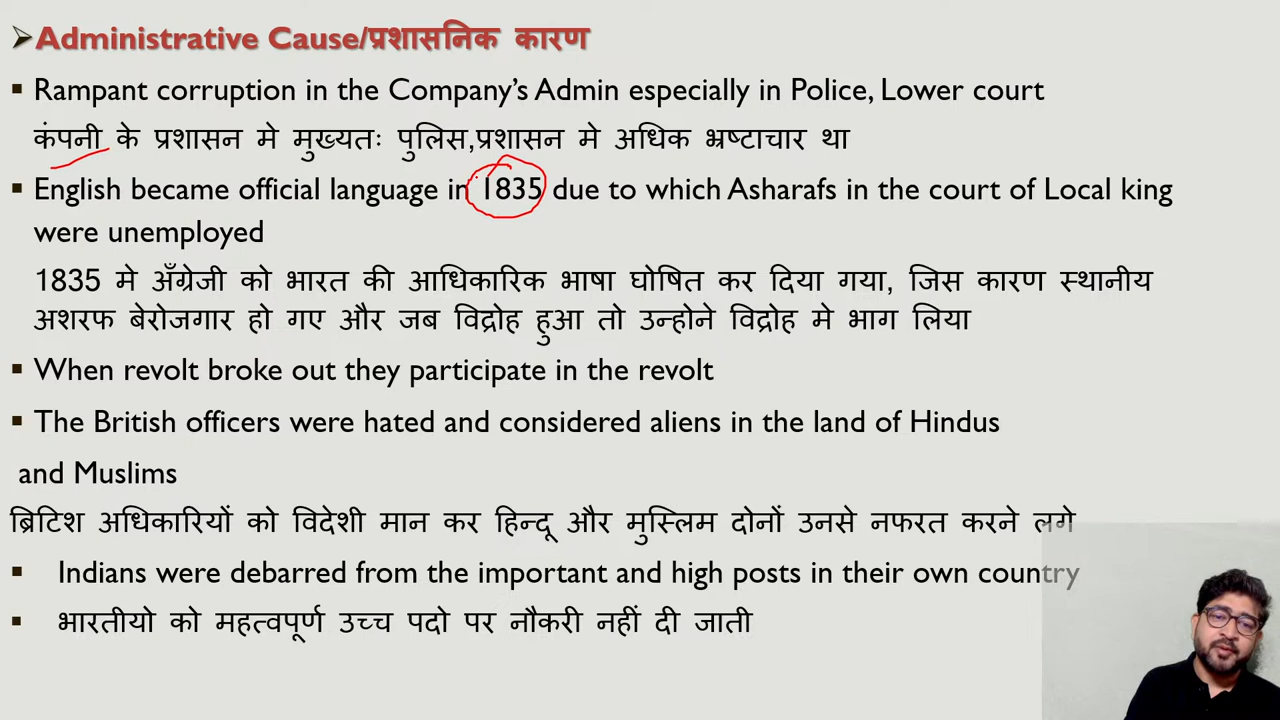 ➢Administrative Cause/प्रशासनिक कारण
▪ Rampant corruption in the Company's Admin especially in Police, Lower court
कंपनी के प्रशासन मे मुख्यतः पुलिस,प्रशासन मे अधिक भ्रष्टाचार था
▪ English became official language in 1835 due to which Asharafs in the court of Local king
were unemployed
1835 मे अँग्रेजी को भारत की आधिकारिक भाषा घोषित कर दिया गया, जिस कारण स्थानीय
अशरफ बेरोजगार हो गए और जब विद्रोह हुआ तो उन्होने विद्रोह मे भाग लिया
▪ When revolt broke out they participate in the revolt
▪ The British officers were hated and considered aliens in the land of Hindus
and Muslims
ब्रिटिश अधिकारियों को विदेशी मान कर हिन्दू और मुस्लिम दोनों उनसे नफरत करने लगे
▪ Indians were debarred from the important and high posts in their own country
▪ भारतीयो को महत्वपूर्ण उच्च पदो पर नौकरी नहीं दी जाती